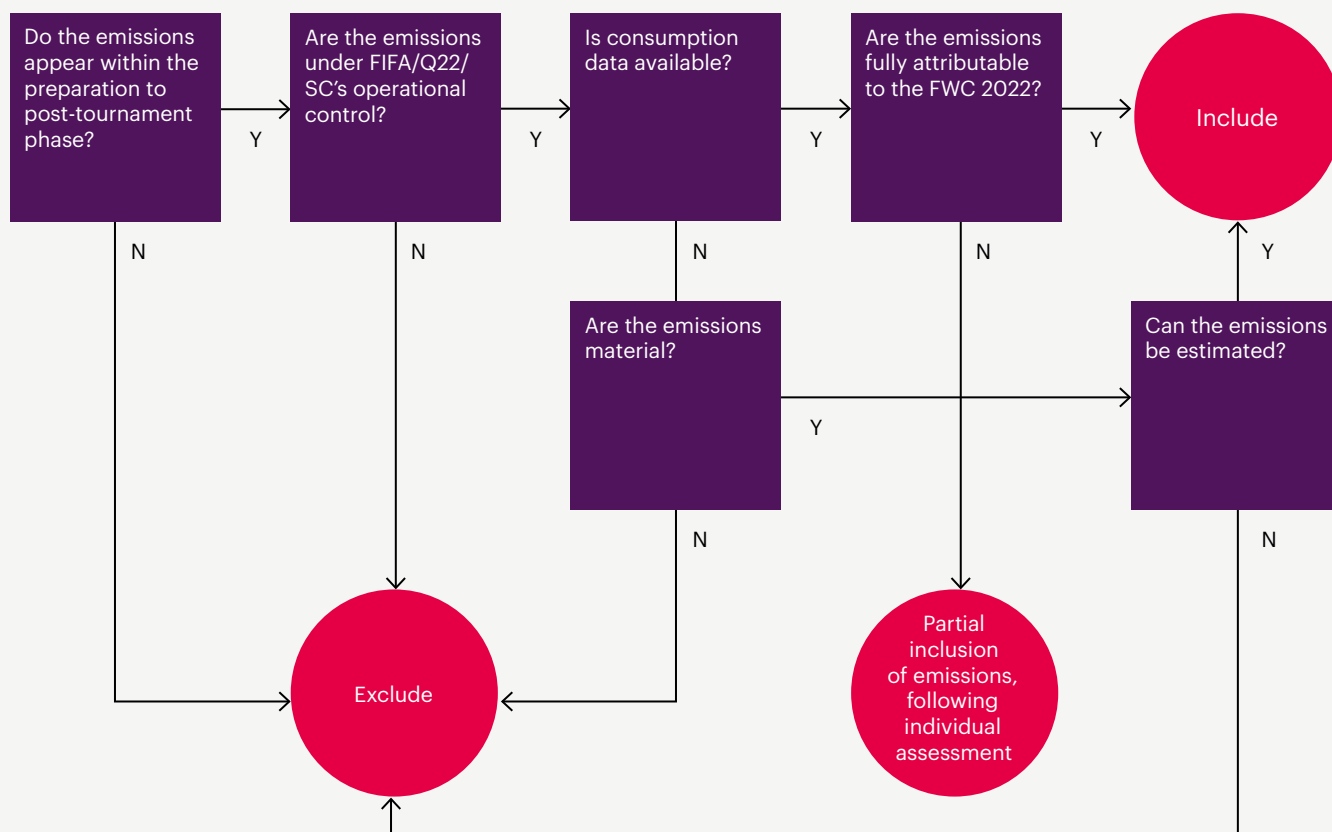 Do the emissions
appear within the
preparation to
post-tournament
phase?
Y
N
Are the emissions
under FIFA/Q22/
SC's operational
control?
Y
N
Is consumption
data available?
Y
N
Are the emissions
fully attributable
to the FWC 2022?
Y
N
Include
Are the emissions
material?
Y
N
Can the emissions
be estimated?
Y
N
Exclude
Partial
inclusion
of emissions,
following
individual
assessment